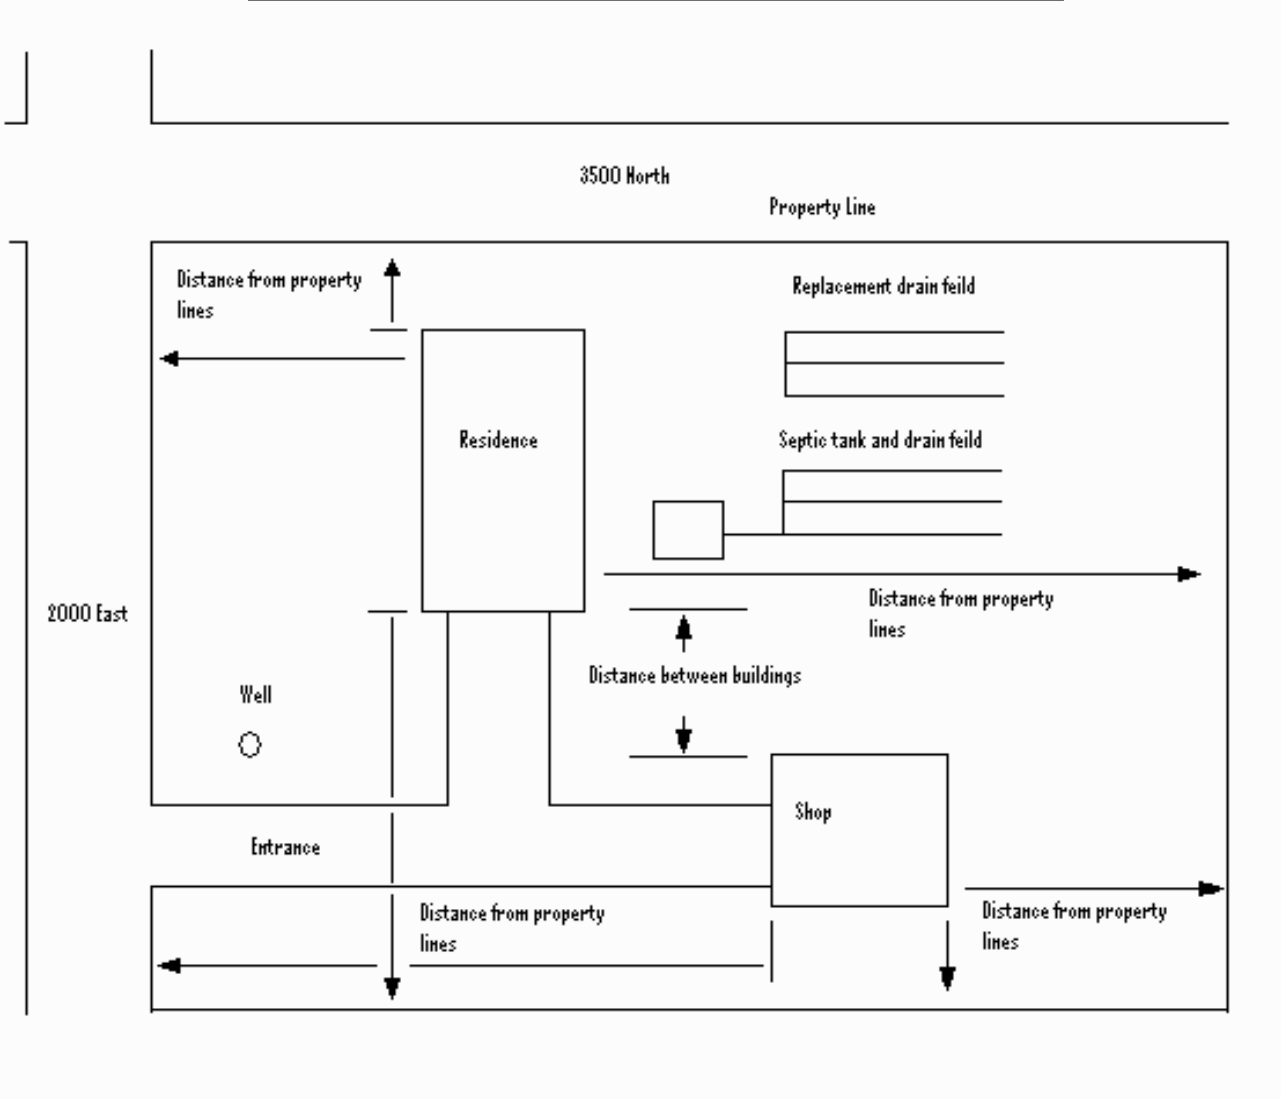 3500 North
Property Line
Distance from property
lines
Replacement drain feild
Residence
Septic tank and drain feild
2000 East
Distance from property
lines
Distance between buildings
Well
Shop
Entrance
Distance from property
lines
Distance from property
lines